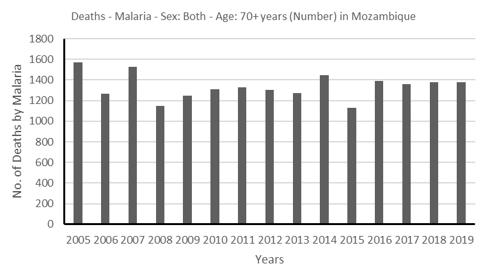 Deaths - Malaria - Sex: Both - Age: 70+ years (Number) in Mozambique
1800
1600
1400
1200
1000
800
600
400
200
0
No. of Deaths by Malaria
2005 2006 2007 2008 2009 2010 2011 2012 2013 2014 2015 2016 2017 2018 2019
Years